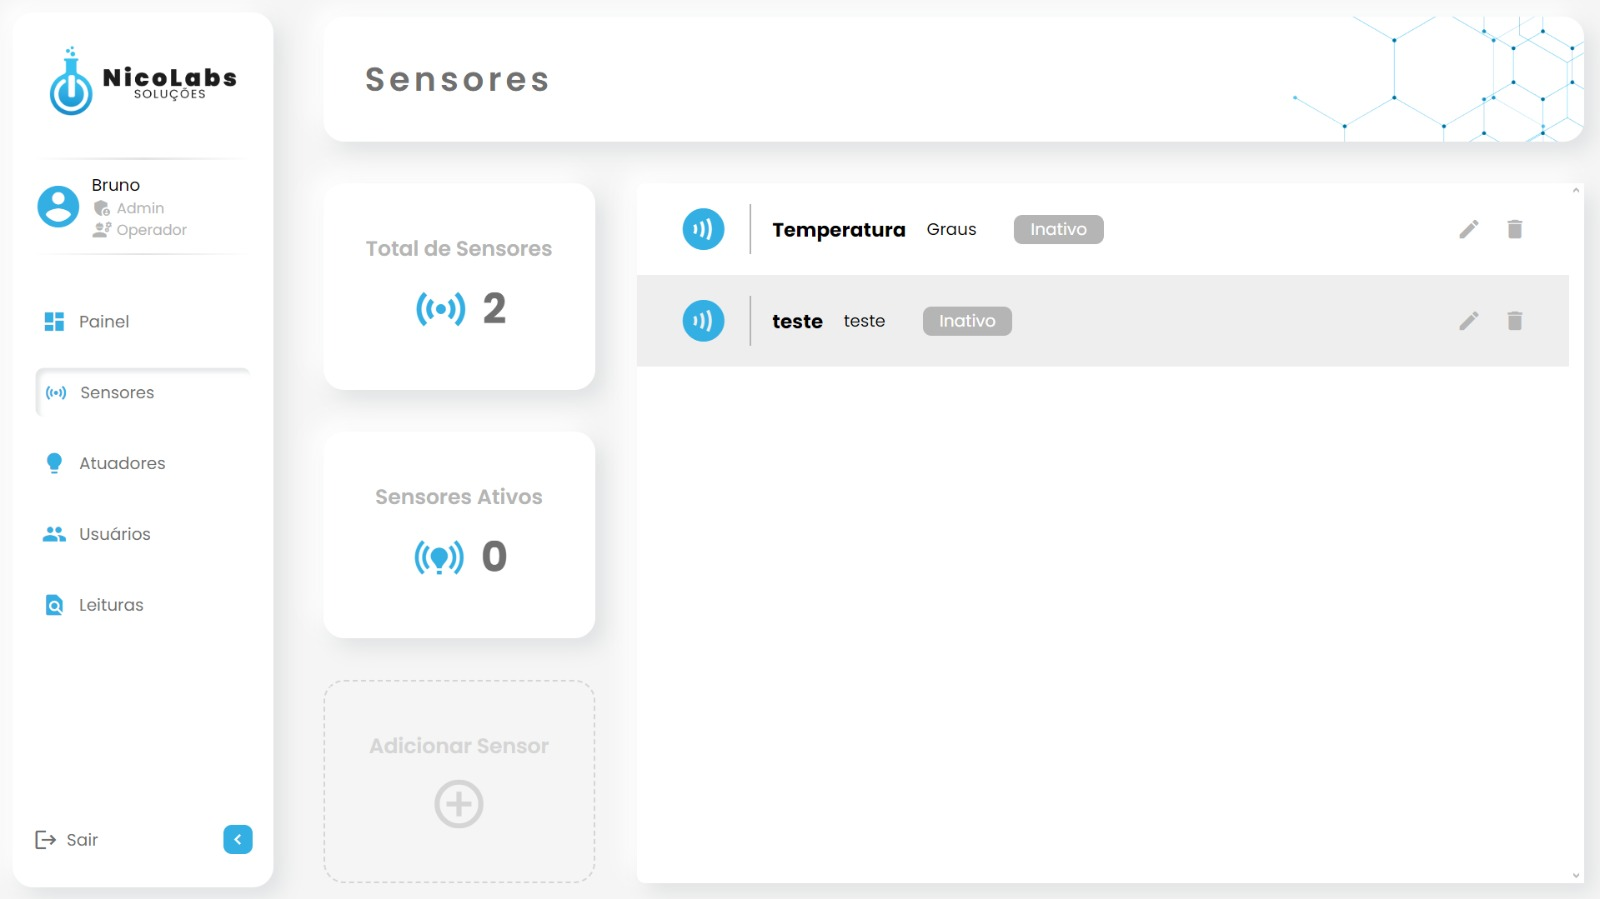 NicoLabs
SOLUÇÕES
Bruno
Admin
Operador
Painel
Sensores
Atuadores
Usuários
Leituras
Sair
Sensores
Total de Sensores
2
Sensores Ativos
0
Adicionar Sensor
Temperatura Graus Inativo
teste teste Inativo